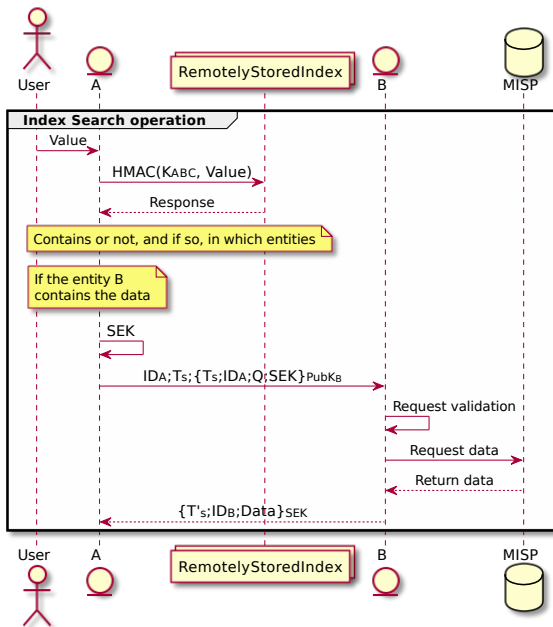 User
A
RemotelyStoredIndex
B
MISP
Index Search operation
Value
HMAC(KABC, Value)
Response
Contains or not, and if so, in which entities
If the entity B
contains the data
SEK
IDA;Ts;{Ts;IDA;Q;SEK}PubKB
Request validation
Request data
Return data
{T's;IDB;Data}SEK
User
A
RemotelyStoredIndex
B
MISP